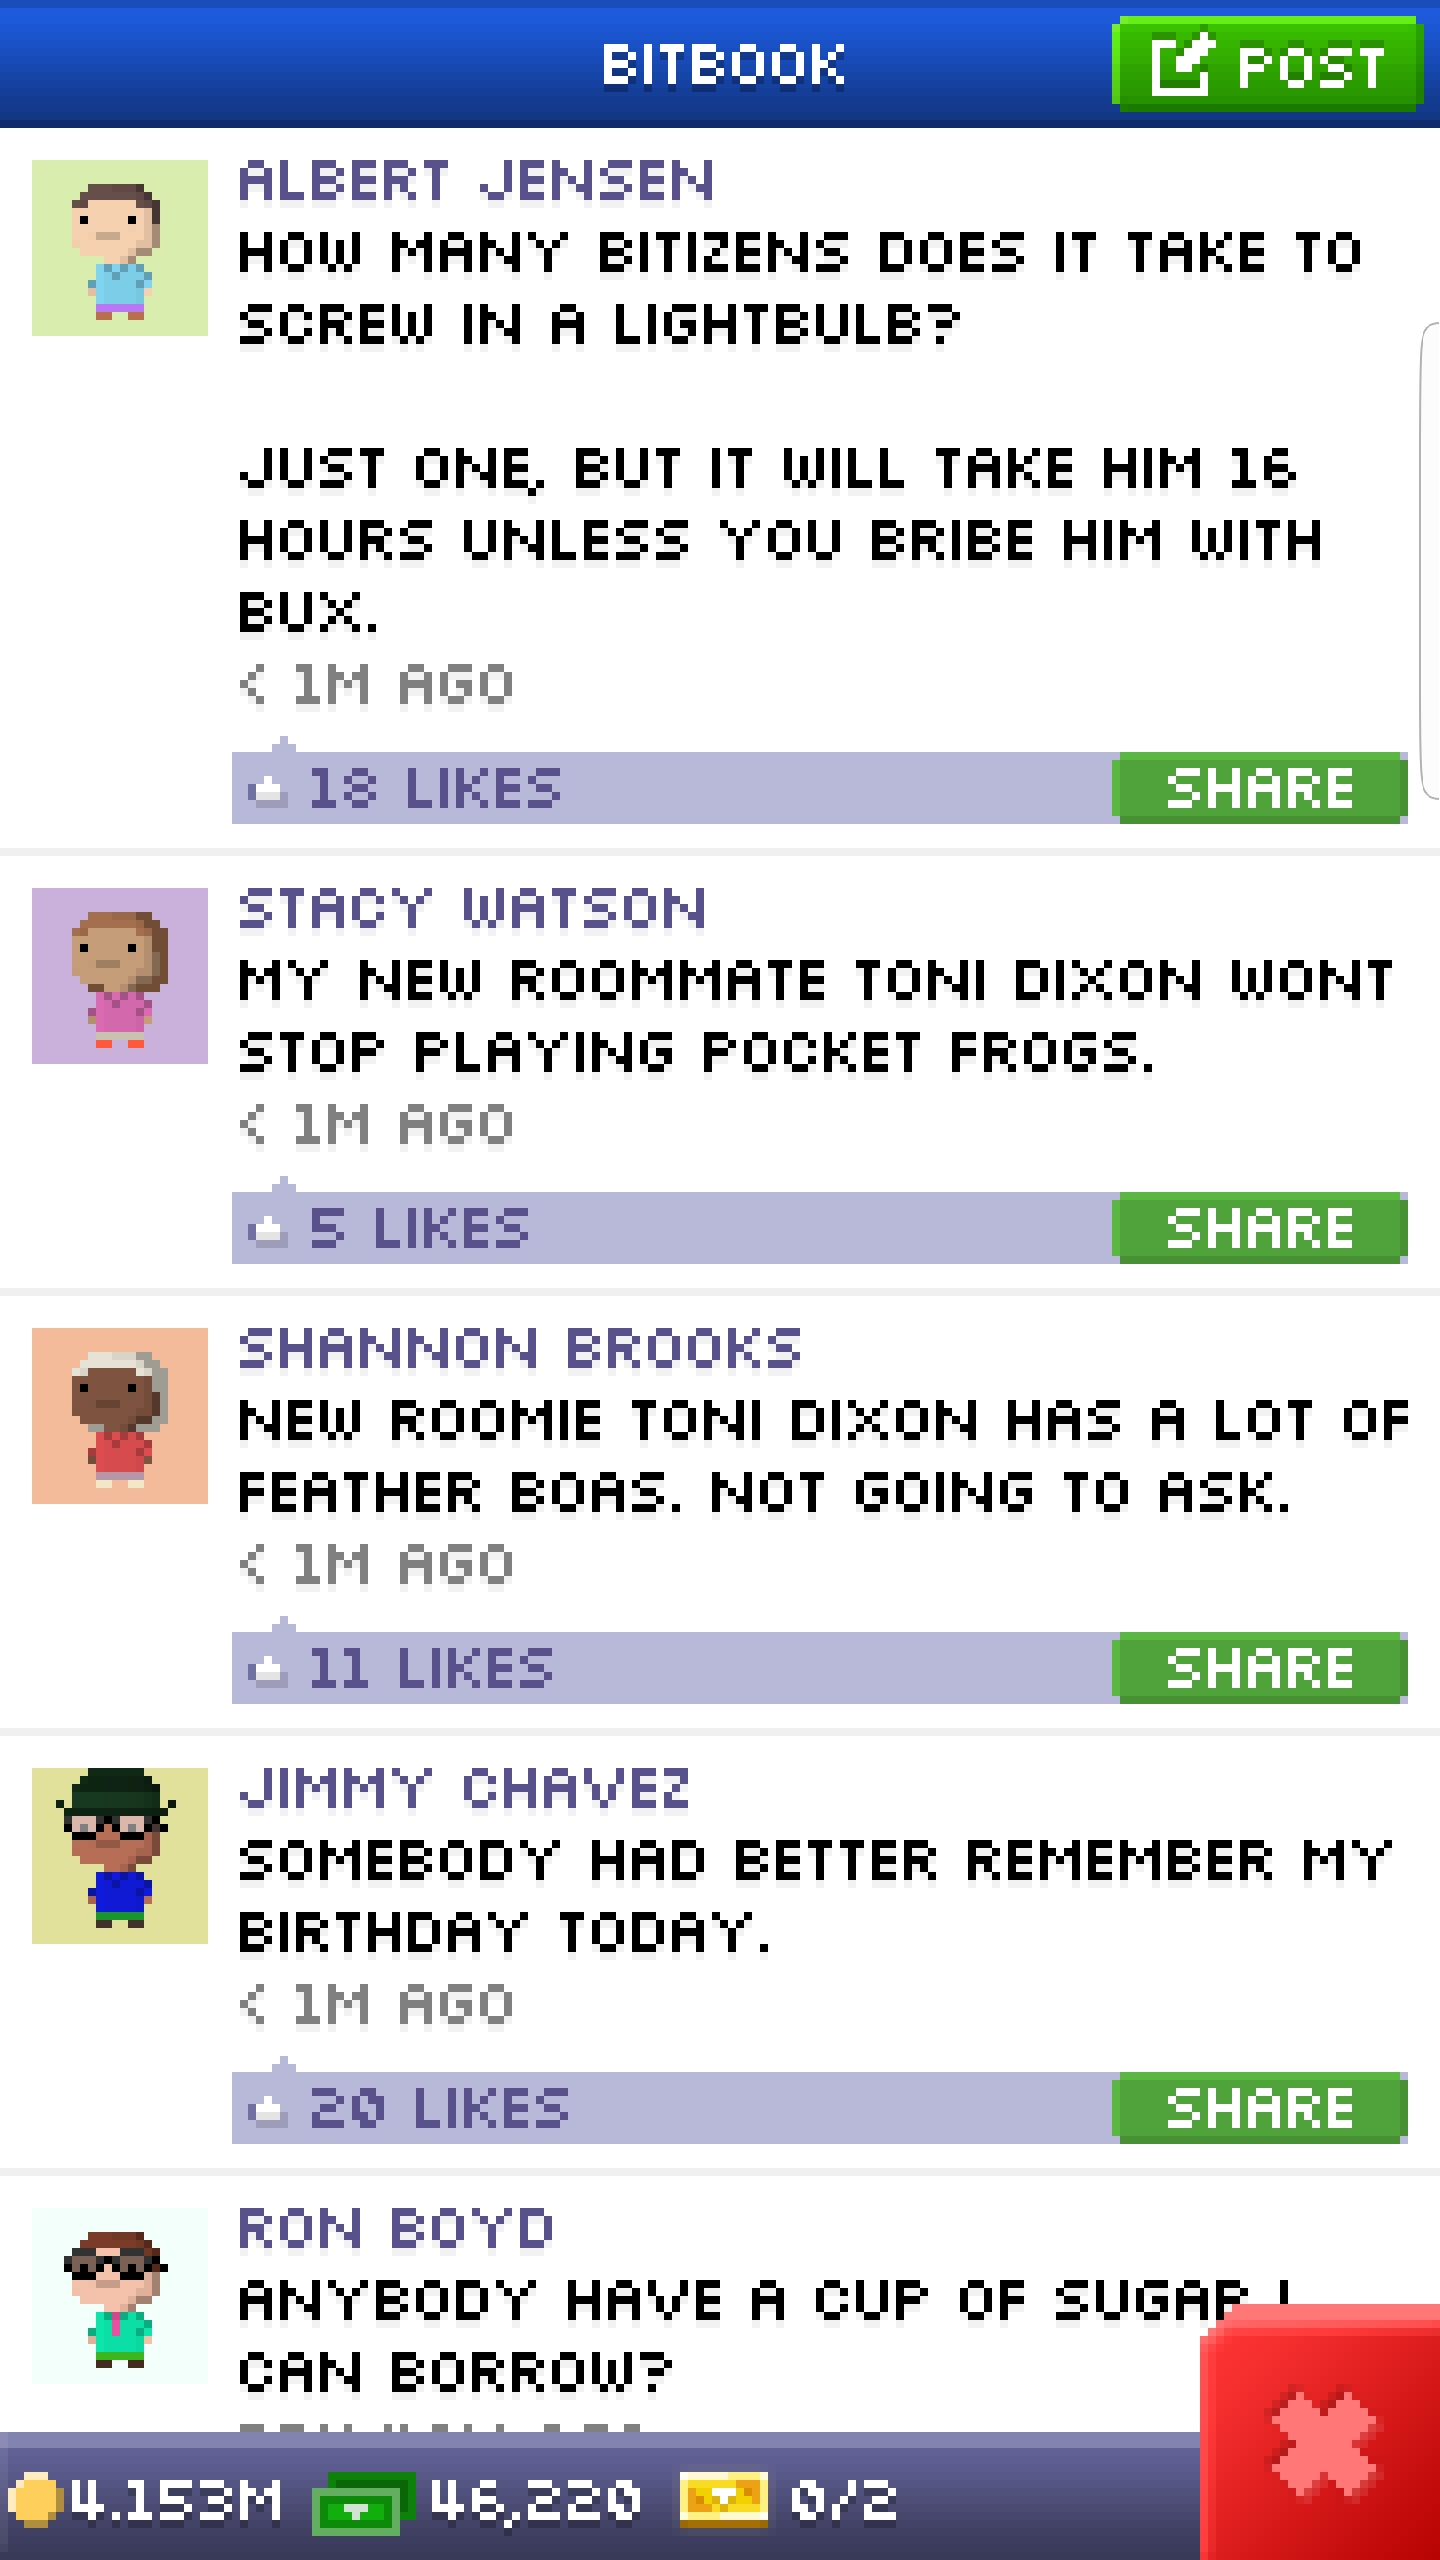 BITBOOK
POST
ALBERT JENSEN
HOW MANY BITIZENS DOES IT TAKE TO
SCREW IN A LIGHTBULB?
JUST ONE, BUT IT WILL TAKE HIM 16
HOURS UNLESS YOU BRIBE HIM WITH
BUX.
< 1M AGO
18 LIKES
SHARE
STACY WATSON
MY NEW ROOMMATE TONI DIXON WONT
STOP PLAYING POCKET FROGS.
< 1M AGO
5 LIKES
SHARE
SHANNON BROOKS
NEW ROOMIE TONI DIXON HAS A LOT OF
FEATHER BOAS. NOT GOING TO ASK.
< 1M AGO
11 LIKES
SHARE
JIMMY CHAVEZ
SOMEBODY HAD BETTER REMEMBER MY
BIRTHDAY TODAY.
< 1M AGO
20 LIKES
SHARE
RON BOYD
ANYBODY HAVE A CUP OF SUGAR I
CAN BORROW?
4.153M 46,220 0/2